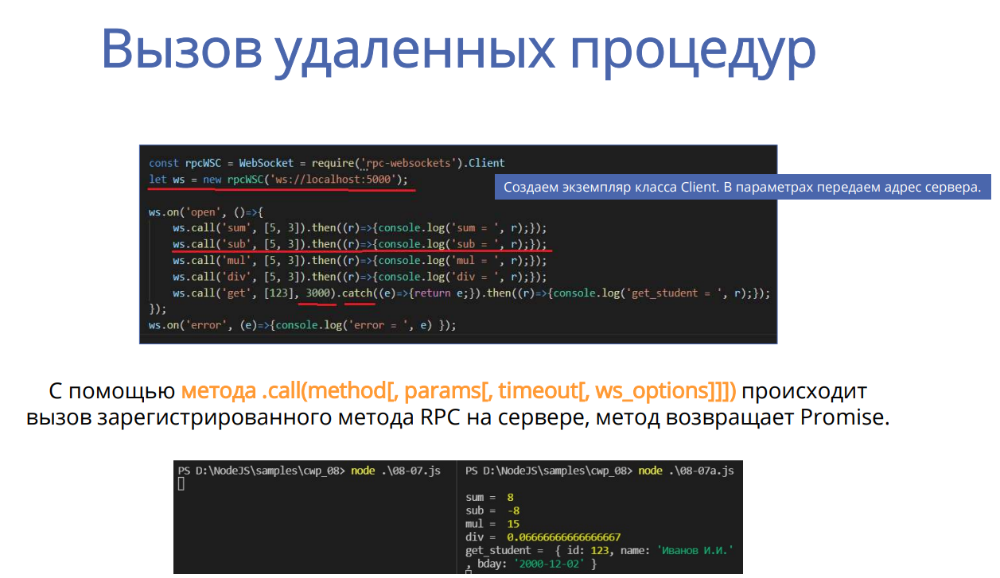 Вызов удаленных процедур
const rpcWSC = WebSocket = require('rpc-websockets').Client
let ws = new rpcWSC('ws://localhost:5000');
Создаем экземпляр класса Client. В параметрах передаем адрес сервера.
ws.on('open', ()=>{
ws.call('sum', [5, 3]).then((r)=>{console.log('sum = ', r);});
ws.call('sub', [5, 3]).then((r)=>{console.log('sub = ', r);});
ws.call('mul', [5, 3]).then((r)=>{console.log('mul = ', r);});
ws.call('div', [5, 3]).then((r)=>{console.log('div = ', r);});
ws.call('get', [123], 3000).catch((e)=>{return e;}).then((r)=>{console.log('get_student = ', r);});
});
ws.on('error', (e)=>{console.log('error = ', e) });
С помощью метода .call(method[, params[, timeout[, ws_options]]]) происходит
вызов зарегистрированного метода RPC на сервере, метод возвращает Promise.
PS D:\NodeJS\samples\cwp_08> node .\08-07.js
PS D:\NodeJS\samples\cwp_08> node .\08-07a.js
sum = 8
sub = -8
mul = 15
div = 0.06666666666666667
get_student = { id: 123, name: 'Иванов И.И.'
, bday: '2000-12-02' }